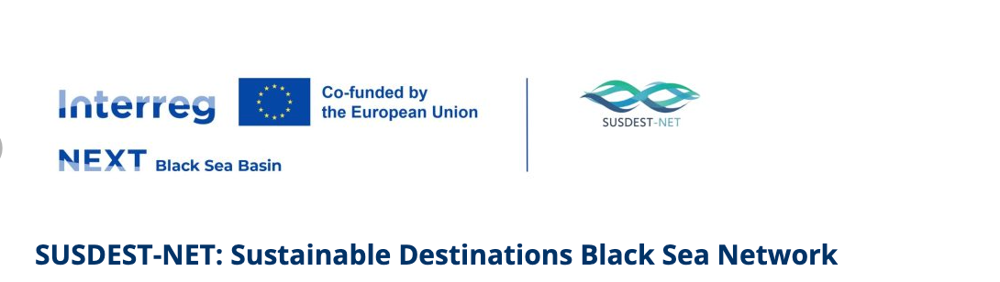 Interreg
Co-funded by
the European Union
NEXT Black Sea Basin
SUSDEST-NET
SUSDEST-NET: Sustainable Destinations Black Sea Network